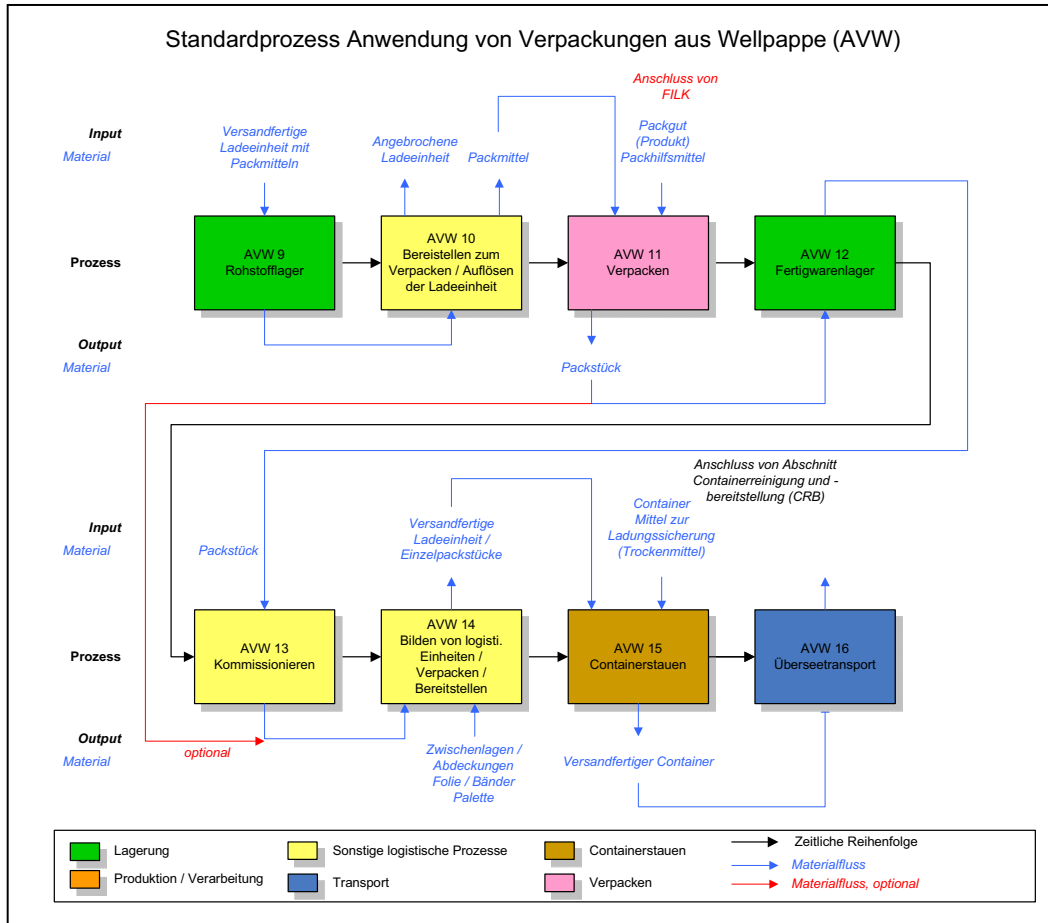 Standardprozess Anwendung von Verpackungen aus Wellpappe (AVW)
Anschluss von
FILK
Input
Material
Versandfertige
Ladeeinheit mit
Packmitteln
Angebrochene
Ladeeinheit
Packmittel
Packgut
(Produkt)
Packhilfsmittel
Prozess
AVW 9
Rohstofflager
AVW 10
Bereistellen zum
Verpacken / Auflösen
der Ladeeinheit
AVW 11
Verpacken
AVW 12
Fertigwarenlager
Output
Material
Packstück
Anschluss von Abschnitt
Containerreinigung und -
bereitstellung (CRB)
Input
Material
Packstück
Versandfertige
Ladeeinheit /
Einzelpackstücke
Container
Mittel zur
Ladungssicherung
(Trockenmittel)
Prozess
AVW 13
Kommissionieren
AVW 14
Bilden von logisti.
Einheiten /
Verpacken /
Bereitstellen
AVW 15
Containerstauen
AVW 16
Überseetransport
Output
Material
optional
Zwischenlagen /
Abdeckungen
Folie / Bänder
Palette
Versandfertiger Container
Lagerung
Sonstige logistische Prozesse
Containerstauen
Zeitliche Reihenfolge
Materialfluss
Produktion / Verarbeitung
Transport
Verpacken
Materialfluss, optional